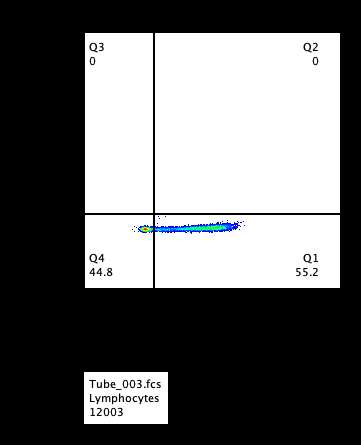 Q3 Q2
0 0
Q4 Q1
44.8 55.2
Tube_003.fcs
Lymphocytes
12003